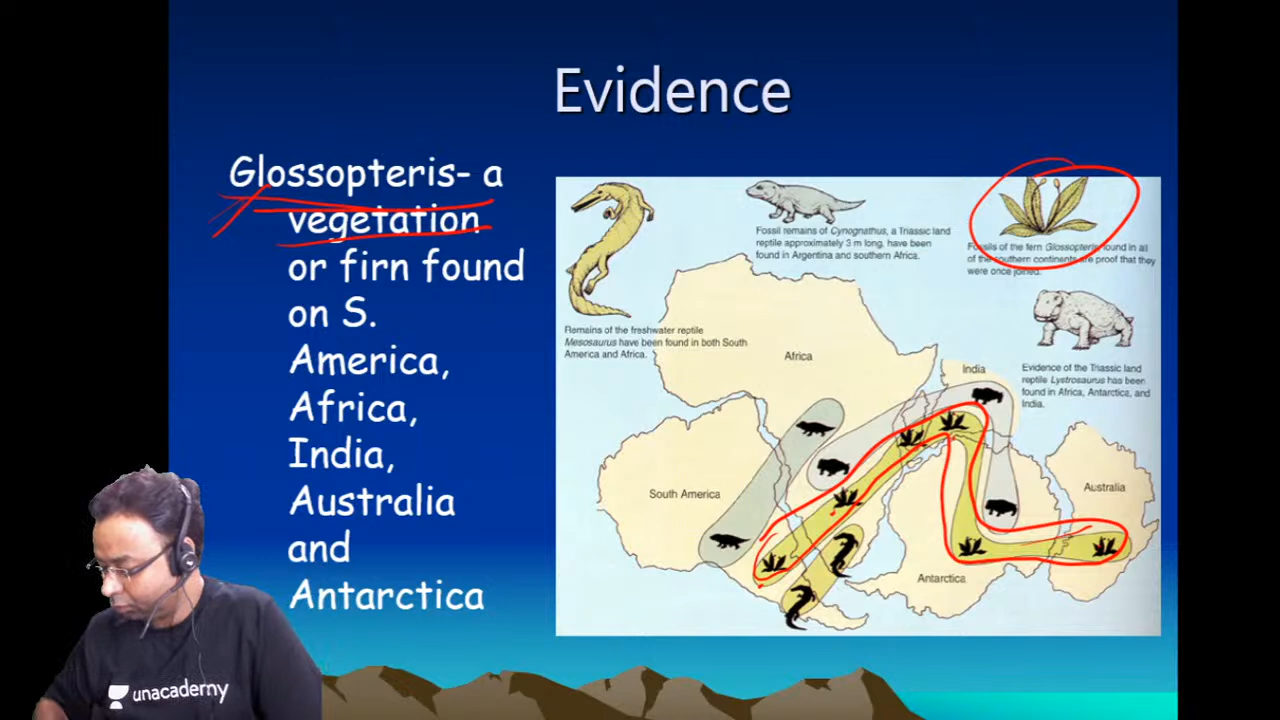 Evidence
Glossopteris- a
vegetation
or firn found
on S.
America,
Africa,
India,
Australia
and
Antarctica
Fossil remains of Cynognathus, a Triassic land
reptile approximately 3 m long, have been
found in Argentina and southern Africa.
Fossils of the fern Glossopteris found in all
of the southern continents are proof that they
were once joined.
Remains of the freshwater reptile
Mesosaurus have been found in both South
America and Africa.
Evidence of the Triassic land
reptile Lystrosaurus has been
found in Africa, Antarctica, and
India.
Africa
India
South America
Australia
Antarctica
unacademy